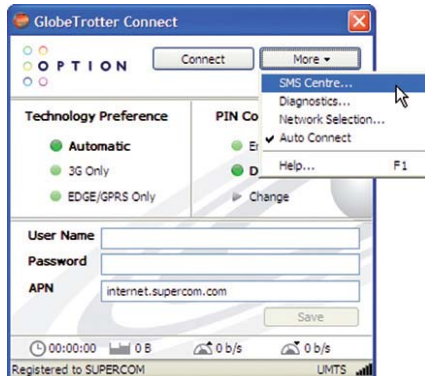 GlobeTrotter Connect
OPTION
Connect
More
SMS Centre...
Diagnostics...
Network Selection...
Auto Connect
Help... F1
Technology Preference
Automatic
3G Only
EDGE/GPRS Only
PIN Co
E
D
Change
User Name
Password
APN internet.supercom.com
Save
00:00:00 0 B 0 b/s 0 b/s
Registered to SUPERCOM UMTS